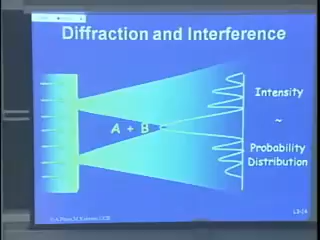 Diffraction and Interference
Intensity
A + B
~
Probability
Distribution